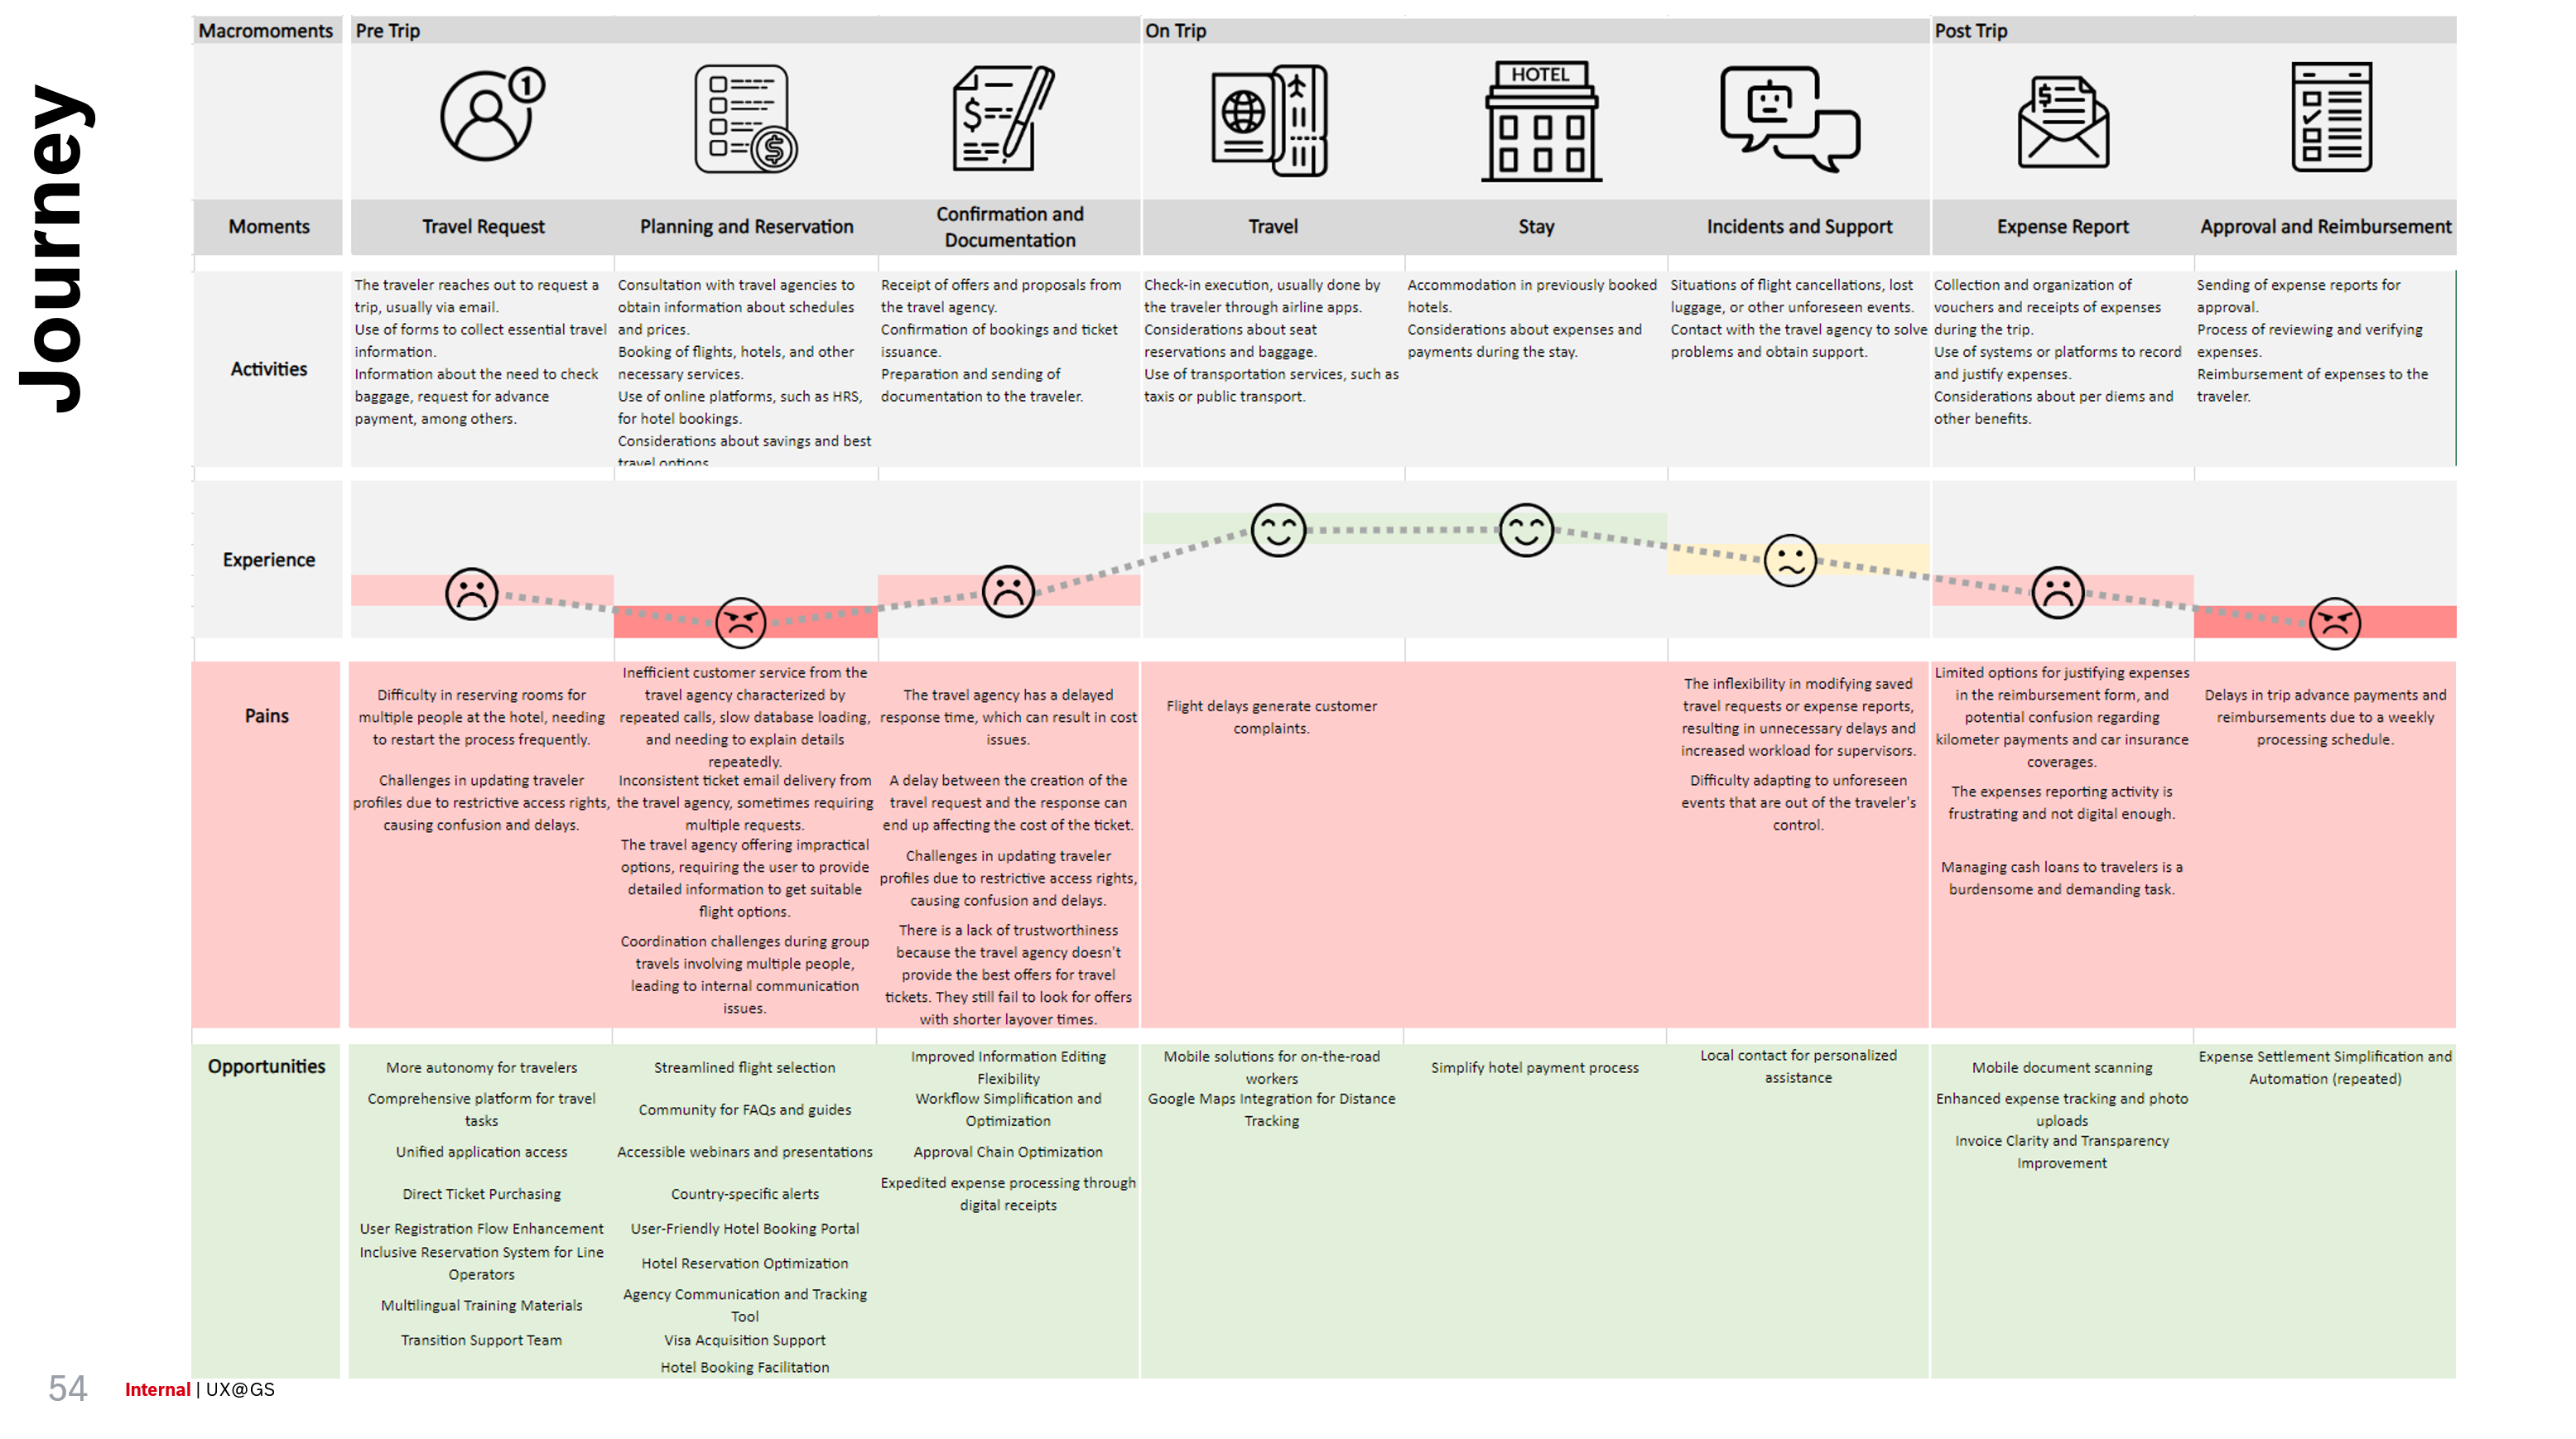 Journey
Macromoments
Pre Trip
On Trip
Post Trip
1
$
$
HOTEL
$
Moments
Travel Request
Planning and Reservation
Confirmation and
Documentation
Travel
Stay
Incidents and Support
Expense Report
Approval and Reimbursement
Activities
The traveler reaches out to request a
trip, usually via email.
Use of forms to collect essential travel
information.
Information about the need to check
baggage, request for advance
payment, among others.
Consultation with travel agencies to
obtain information about schedules
and prices.
Booking of flights, hotels, and other
necessary services.
Use of online platforms, such as HRS,
for hotel bookings.
Considerations about savings and best
travel options.
Receipt of offers and proposals from
the travel agency.
Confirmation of bookings and ticket
issuance.
Preparation and sending of
documentation to the traveler.
Check-in execution, usually done by
the traveler through airline apps.
Considerations about seat
reservations and baggage.
Use of transportation services, such as
taxis or public transport.
Accommodation in previously booked
hotels.
Considerations about expenses and
payments during the stay.
Situations of flight cancellations, lost
luggage, or other unforeseen events.
Contact with the travel agency to solve
problems and obtain support.
Collection and organization of
vouchers and receipts of expenses
during the trip.
Use of systems or platforms to record
and justify expenses.
Considerations about per diems and
other benefits.
Sending of expense reports for
approval.
Process of reviewing and verifying
expenses.
Reimbursement of expenses to the
traveler.
Experience
Pains
Difficulty in reserving rooms for
multiple people at the hotel, needing
to restart the process frequently.
Challenges in updating traveler
profiles due to restrictive access rights,
causing confusion and delays.
Inefficient customer service from the
travel agency characterized by
repeated calls, slow database loading,
and needing to explain details
repeatedly.
Inconsistent ticket email delivery from
the travel agency, sometimes requiring
multiple requests.
The travel agency offering impractical
options, requiring the user to provide
detailed information to get suitable
flight options.
Coordination challenges during group
travels involving multiple people,
leading to internal communication
issues.
The travel agency has a delayed
response time, which can result in cost
issues.
A delay between the creation of the
travel request and the response can
end up affecting the cost of the ticket.
Challenges in updating traveler
profiles due to restrictive access rights,
causing confusion and delays.
There is a lack of trustworthiness
because the travel agency doesn't
provide the best offers for travel
tickets. They still fail to look for offers
with shorter layover times.
Flight delays generate customer
complaints.
The inflexibility in modifying saved
travel requests or expense reports,
resulting in unnecessary delays and
increased workload for supervisors.
Difficulty adapting to unforeseen
events that are out of the traveler's
control.
Limited options for justifying expenses
in the reimbursement form, and
potential confusion regarding
kilometer payments and car insurance
coverages.
The expenses reporting activity is
frustrating and not digital enough.
Managing cash loans to travelers is a
burdensome and demanding task.
Delays in trip advance payments and
reimbursements due to a weekly
processing schedule.
Opportunities
More autonomy for travelers
Comprehensive platform for travel
tasks
Unified application access
Direct Ticket Purchasing
User Registration Flow Enhancement
Inclusive Reservation System for Line
Operators
Multilingual Training Materials
Transition Support Team
Streamlined flight selection
Community for FAQs and guides
Accessible webinars and presentations
Country-specific alerts
User-Friendly Hotel Booking Portal
Hotel Reservation Optimization
Agency Communication and Tracking
Tool
Visa Acquisition Support
Hotel Booking Facilitation
Improved Information Editing
Flexibility
Workflow Simplification and
Optimization
Approval Chain Optimization
Expedited expense processing through
digital receipts
Mobile solutions for on-the-road
workers
Google Maps Integration for Distance
Tracking
Simplify hotel payment process
Local contact for personalized
assistance
Mobile document scanning
Enhanced expense tracking and photo
uploads
Invoice Clarity and Transparency
Improvement
Expense Settlement Simplification and
Automation (repeated)
54
Internal | UX@GS